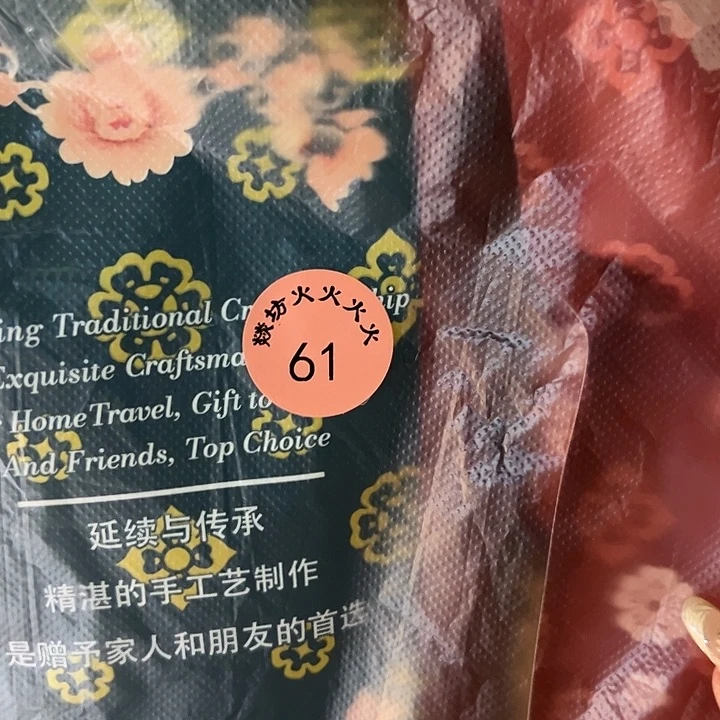 ing Traditional Cr ship
Exquisite Craftsma
HomeTravel, Gift to
And Friends, Top Choice
坊火火火火
61
延续与传承
精湛的手工艺制作
是赠予家人和朋友的首选